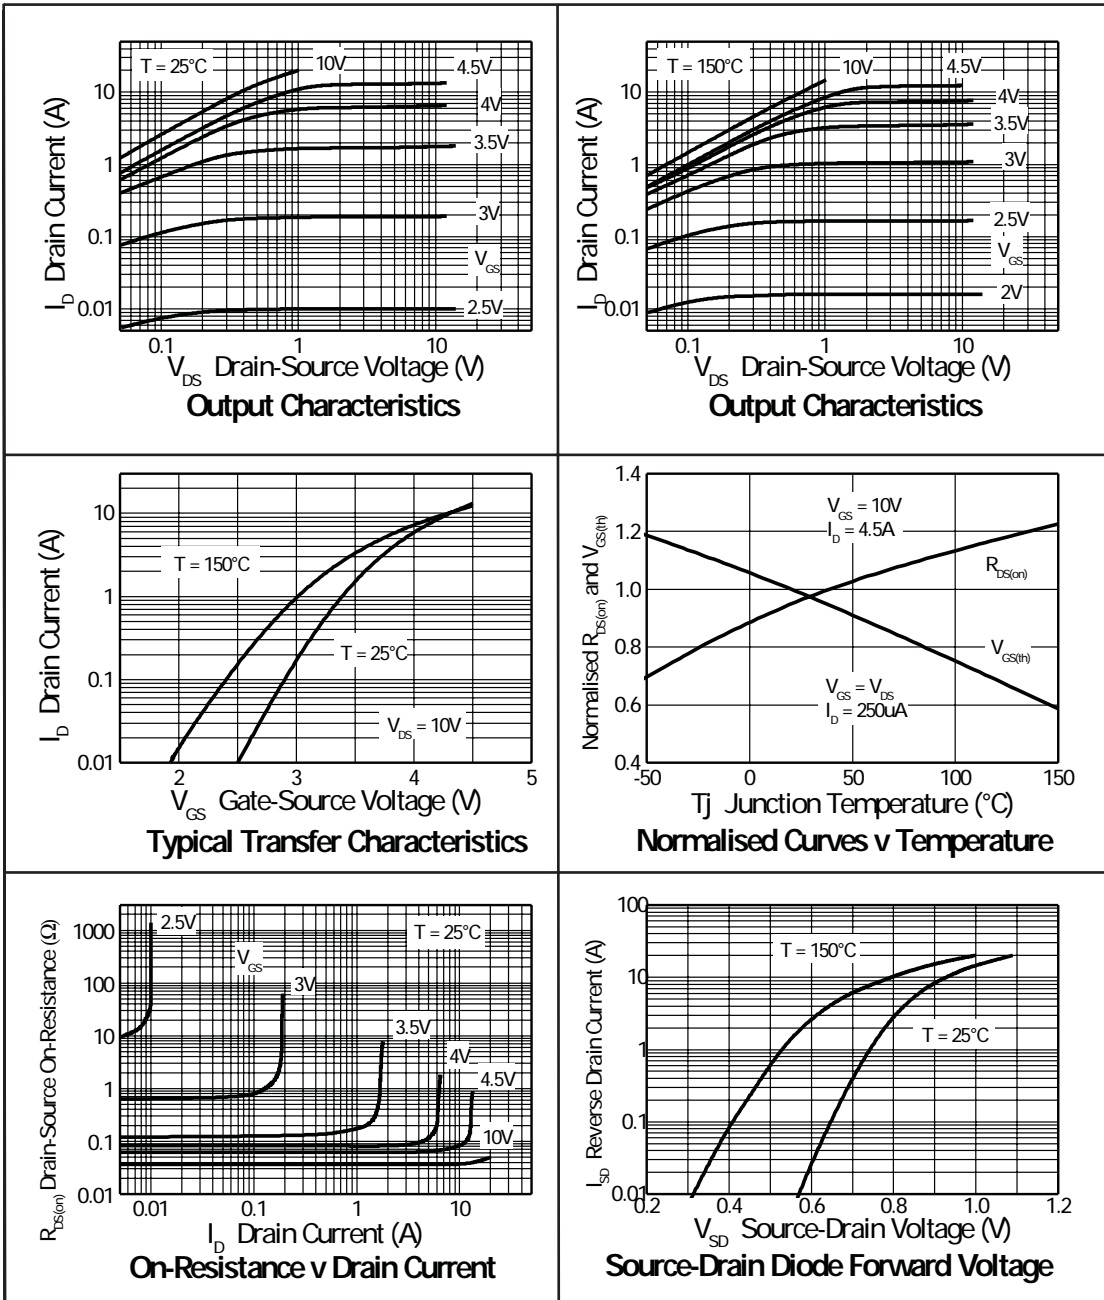 T = 25°C
10V
4.5V
4V
3.5V
3V
V_GS
2.5V
10
1
0.1
0.01
I_D Drain Current (A)
0.1
1
10
V_DS Drain-Source Voltage (V)
Output Characteristics
T = 150°C
10V
4.5V
4V
3.5V
3V
2.5V
V_GS
2V
10
1
0.1
0.01
I_D Drain Current (A)
0.1
1
10
V_DS Drain-Source Voltage (V)
Output Characteristics
10
1
0.1
0.01
I_D Drain Current (A)
T = 150°C
T = 25°C
V_DS = 10V
2
3
4
5
V_GS Gate-Source Voltage (V)
Typical Transfer Characteristics
1.4
1.2
1.0
0.8
0.6
0.4
Normalised R_DS(on) and V_GS(th)
V_GS = 10V
I_D = 4.5A
R_DS(on)
V_GS(th)
V_GS = V_DS
I_D = 250uA
-50
0
50
100
150
Tj Junction Temperature (°C)
Normalised Curves v Temperature
1000
100
10
1
0.1
0.01
R_DS(on) Drain-Source On-Resistance (Ω)
2.5V
T = 25°C
V_GS
3V
3.5V
4V
4.5V
10V
0.01
0.1
1
10
I_D Drain Current (A)
On-Resistance v Drain Current
100
10
1
0.1
0.01
I_SD Reverse Drain Current (A)
T = 150°C
T = 25°C
0.2
0.4
0.6
0.8
1.0
1.2
V_SD Source-Drain Voltage (V)
Source-Drain Diode Forward Voltage